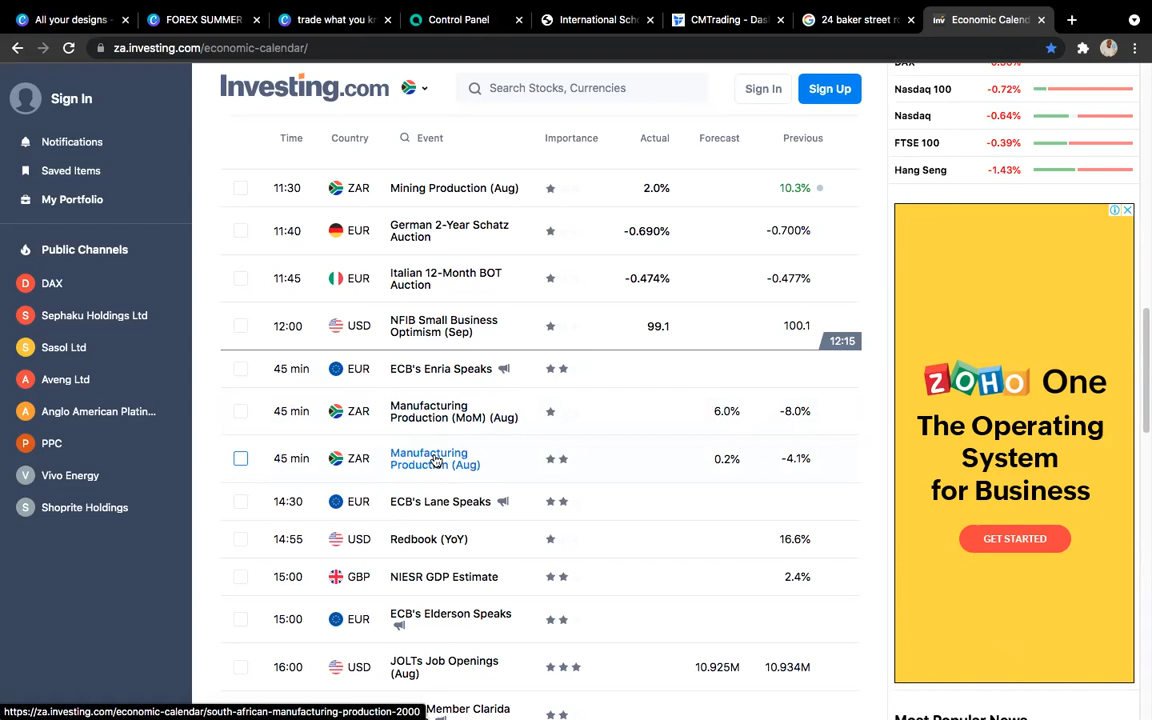 All your designs -
FOREX SUMMER
trade what you k
Control Panel
International Scho
CMTrading - Das
24 baker street ro
Economic Calend
za.investing.com/economic-calendar/
Sign In
Notifications
Saved Items
My Portfolio
Public Channels
D DAX
S Sephaku Holdings Ltd
S Sasol Ltd
A Aveng Ltd
A Anglo American Platin...
P PPC
V Vivo Energy
S Shoprite Holdings
Investing.com
Search Stocks, Currencies
Sign In
Sign Up
Time Country Event Importance Actual Forecast Previous
11:30 ZAR Mining Production (Aug) 2.0% 10.3%
11:40 EUR German 2-Year Schatz -0.690% -0.700%
Auction
11:45 EUR Italian 12-Month BOT -0.474% -0.477%
Auction
12:00 USD NFIB Small Business 99.1 100.1
Optimism (Sep)
12:15
45 min EUR ECB's Enria Speaks
45 min ZAR Manufacturing 6.0% -8.0%
Production (MoM) (Aug)
45 min ZAR Manufacturing 0.2% -4.1%
Production (Aug)
14:30 EUR ECB's Lane Speaks
14:55 USD Redbook (YoY) 16.6%
15:00 GBP NIESR GDP Estimate 2.4%
15:00 EUR ECB's Elderson Speaks
16:00 USD JOLTs Job Openings 10.925M 10.934M
(Aug)
Member Clarida
https://za.investing.com/economic-calendar/south-african-manufacturing-production-2000
Nasdaq 100 -0.72%
Nasdaq -0.64%
FTSE 100 -0.39%
Hang Seng -1.43%
ZOHO One
The Operating
System
for Business
GET STARTED
Most Popular News